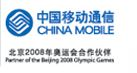 中国移动通信
CHINA MOBILE
北京2008年奥运会合作伙伴
Partner of the Beijing 2008 Olympic Games